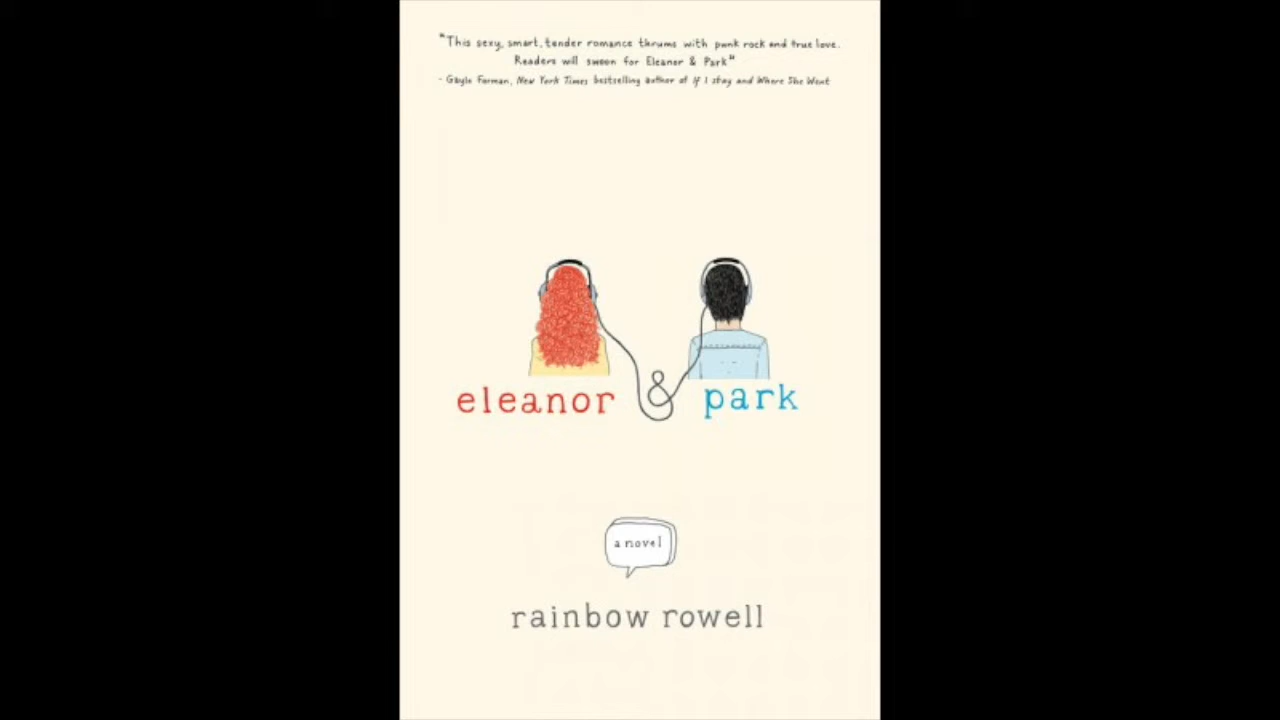 "This sexy, smart, tender romance thrums with punk rock and true love.
Readers will swoon for Eleanor & Park"
- Gayle Forman, New York Times bestselling author of If I stay and Where She Went
eleanor & park
a novel
rainbow rowell